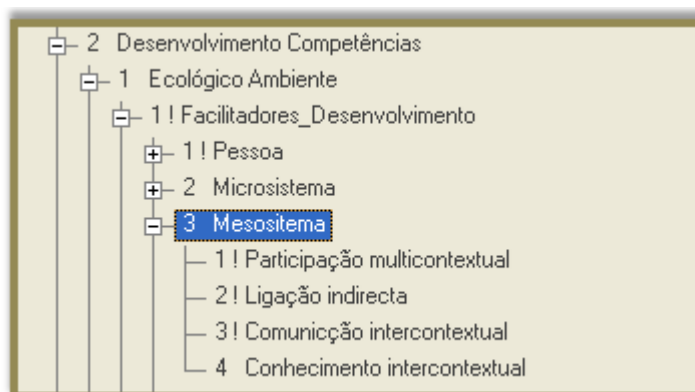 2 Desenvolvimento Competências
1 Ecológico Ambiente
1 ! Facilitadores_Desenvolvimento
1 ! Pessoa
2 Microsistema
3 Mesositema
1 ! Participação multicontextual
2 ! Ligação indirecta
3 ! Comunicção intercontextual
4 Conhecimento intercontextual